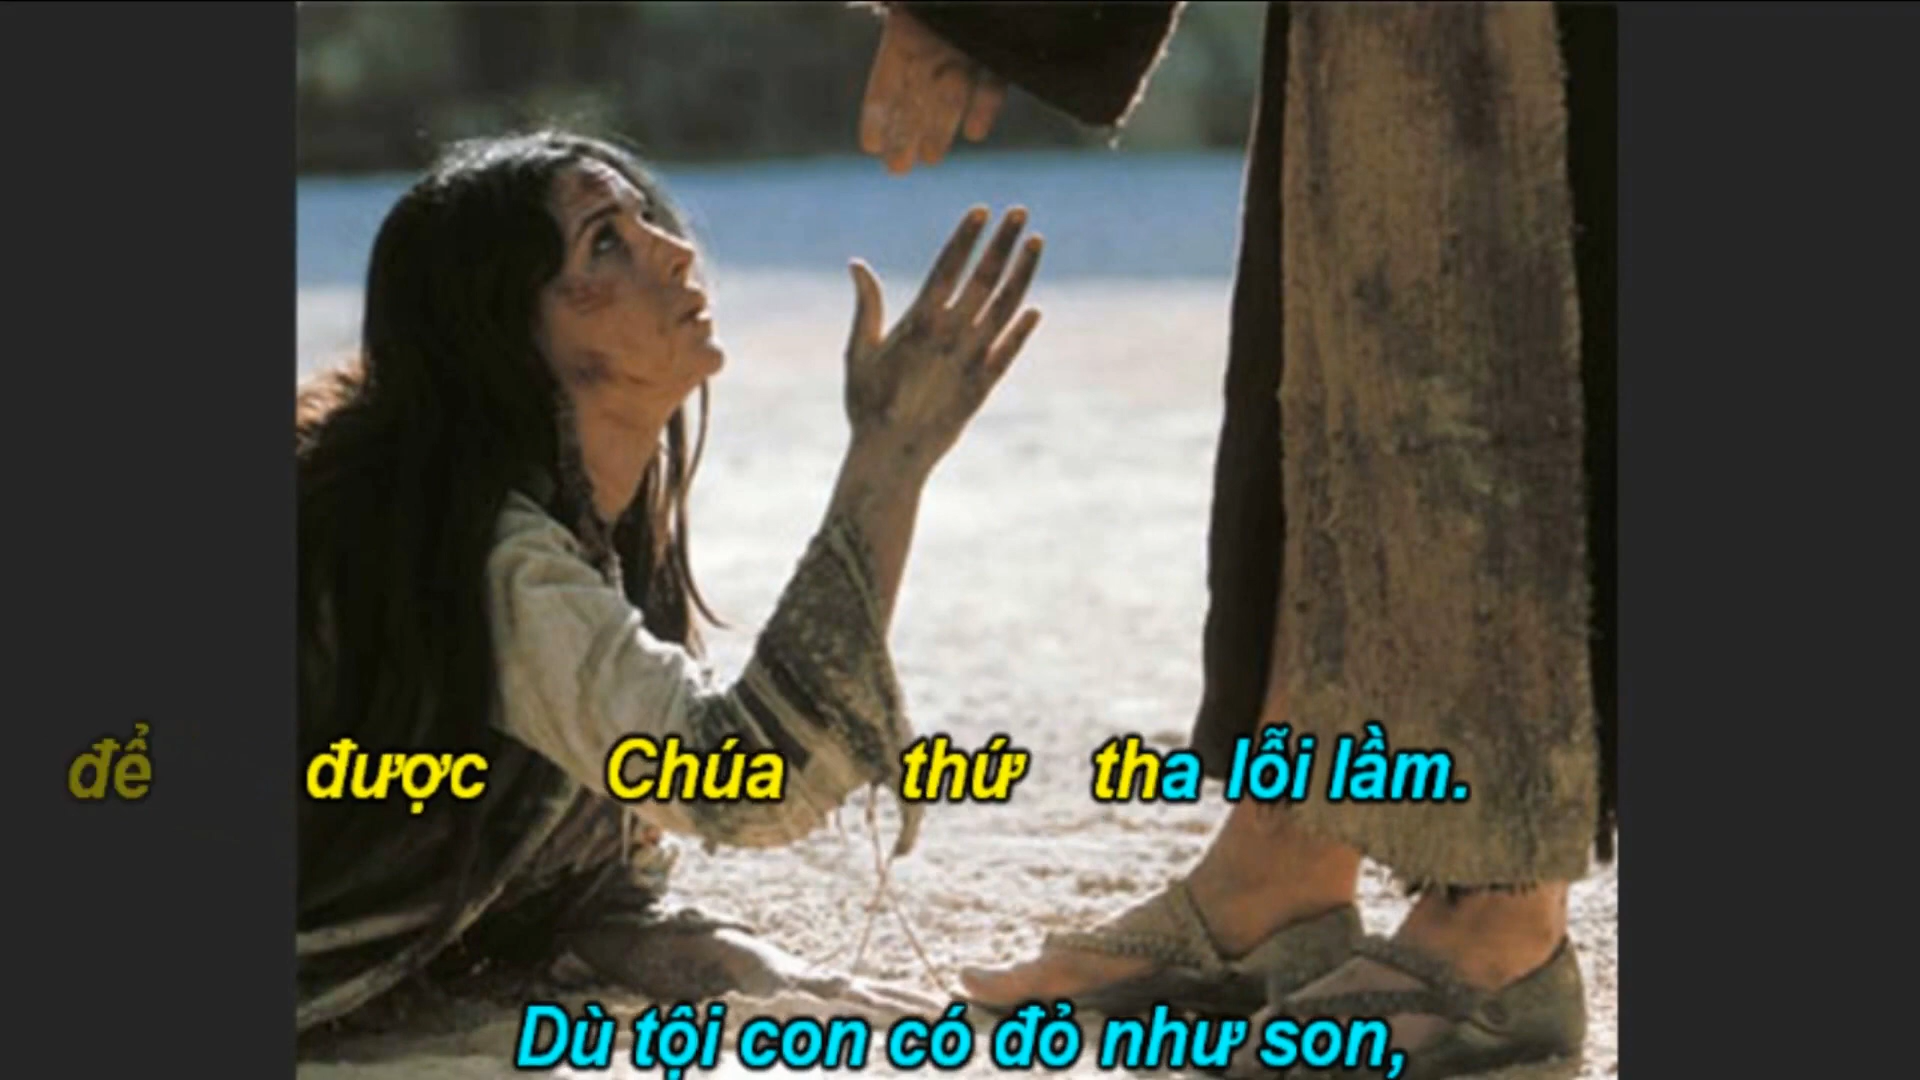 để được Chúa thứ tha lỗi lầm.
Dù tội con có đỏ như son,